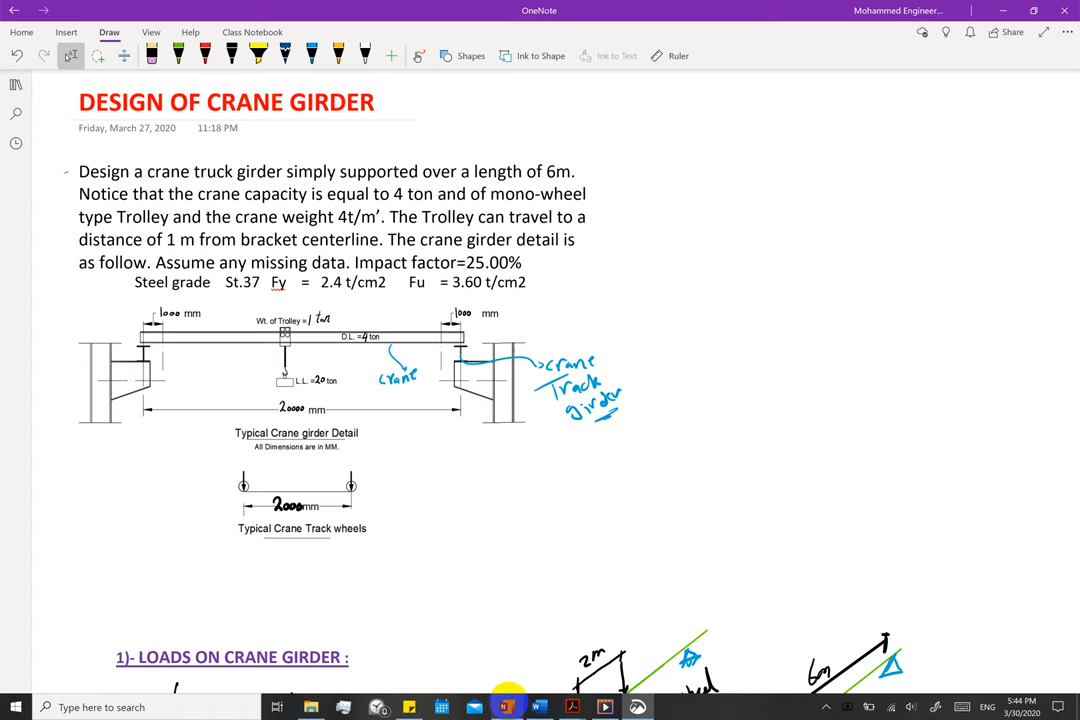 OneNote
Mohammed Engineer...
Home Insert Draw View Help Class Notebook
Share
Shapes Ink to Shape Ink to Text Ruler
DESIGN OF CRANE GIRDER
Friday, March 27, 2020 11:18 PM
Design a crane truck girder simply supported over a length of 6m.
Notice that the crane capacity is equal to 4 ton and of mono-wheel
type Trolley and the crane weight 4t/m’. The Trolley can travel to a
distance of 1 m from bracket centerline. The crane girder detail is
as follow. Assume any missing data. Impact factor=25.00%
Steel grade St.37 Fy = 2.4 t/cm2 Fu = 3.60 t/cm2
1000 mm
Wt. of Trolley = 1 ton
1000 mm
D.L. =4 ton
crane
L.L. =20 ton
crane
Track
girder
20000 mm
Typical Crane girder Detail
All Dimensions are in MM.
2000mm
Typical Crane Track wheels
1)- LOADS ON CRANE GIRDER :
2m
6m
wheel
Type here to search
ENG
5:44 PM
3/30/2020